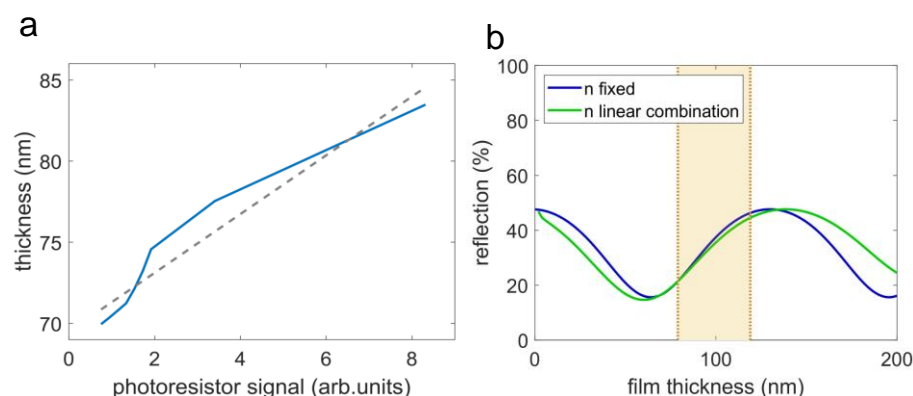 a
85
80
75
70
thickness (nm)
0
2
4
6
8
photoresistor signal (arb.units)
b
100
80
60
40
20
0
reflection (%)
n fixed
n linear combination
0
100
200
film thickness (nm)